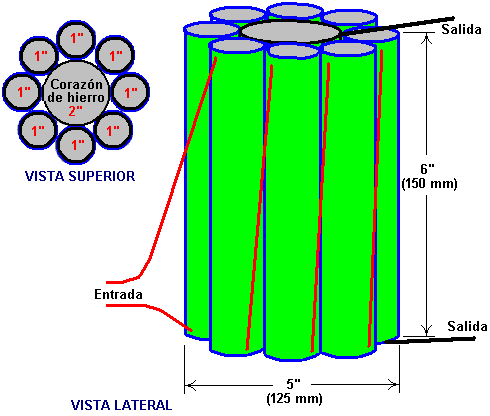 1"
1"
1"
1"
Corazón
de hierro
2"
1"
1"
1"
1"
VISTA SUPERIOR
Salida
6"
(150 mm)
Entrada
Salida
5"
(125 mm)
VISTA LATERAL